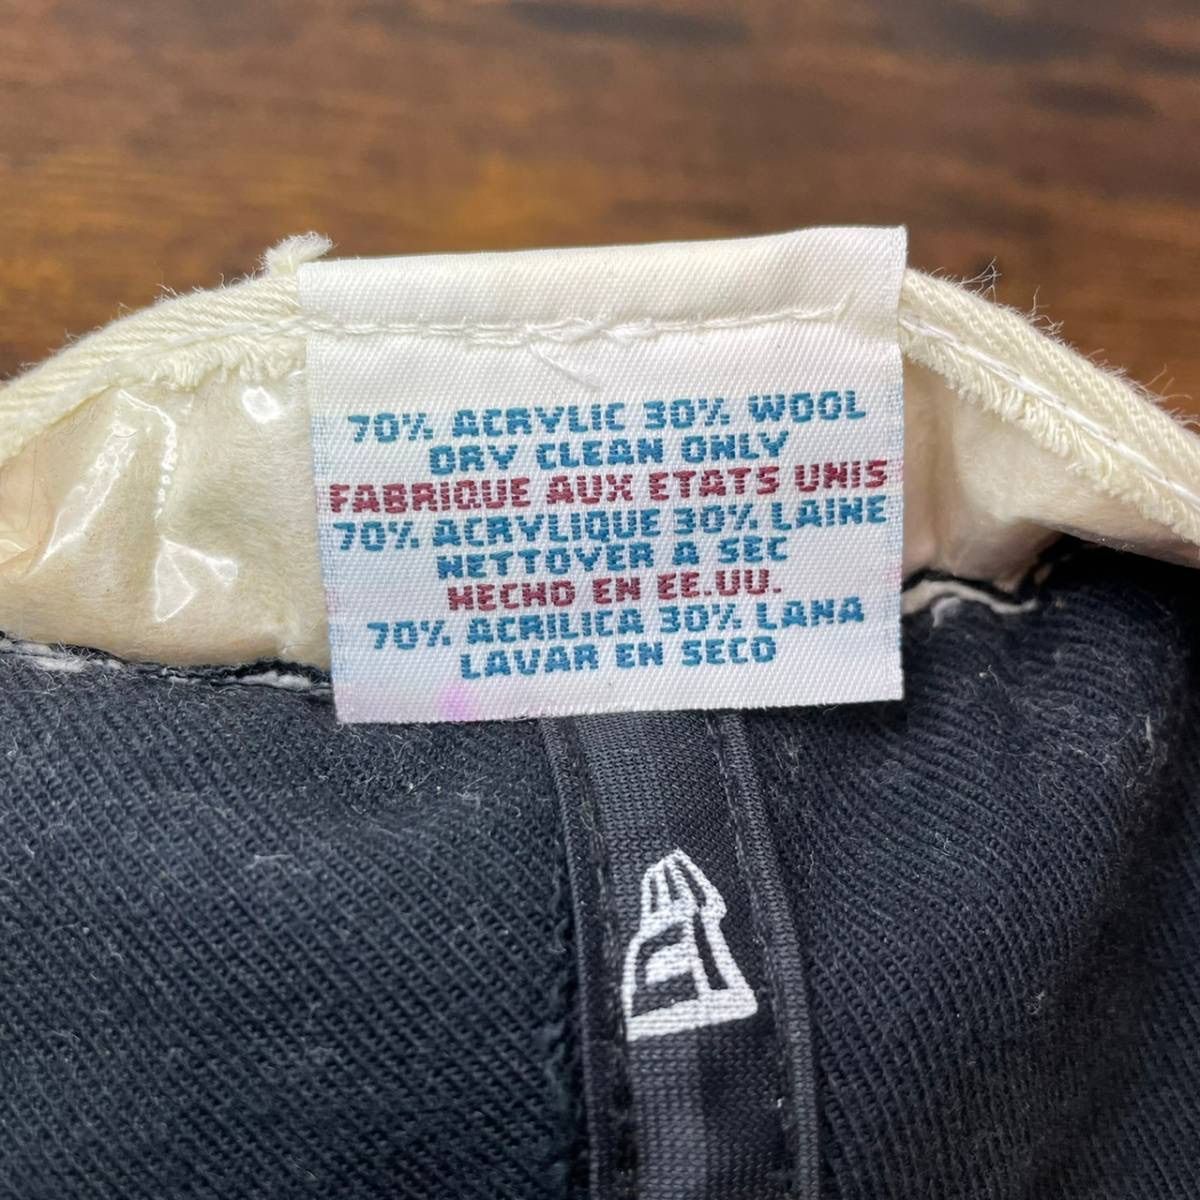 70% ACRYLIC 30% WOOL
DRY CLEAN ONLY
FABRIQUE AUX ETATS UNIS
70% ACRYLIQUE 30% LAINE
NETTOYER A SEC
HECHO EN EE.UU.
70% ACRILICA 30% LANA
LAVAR EN SECO